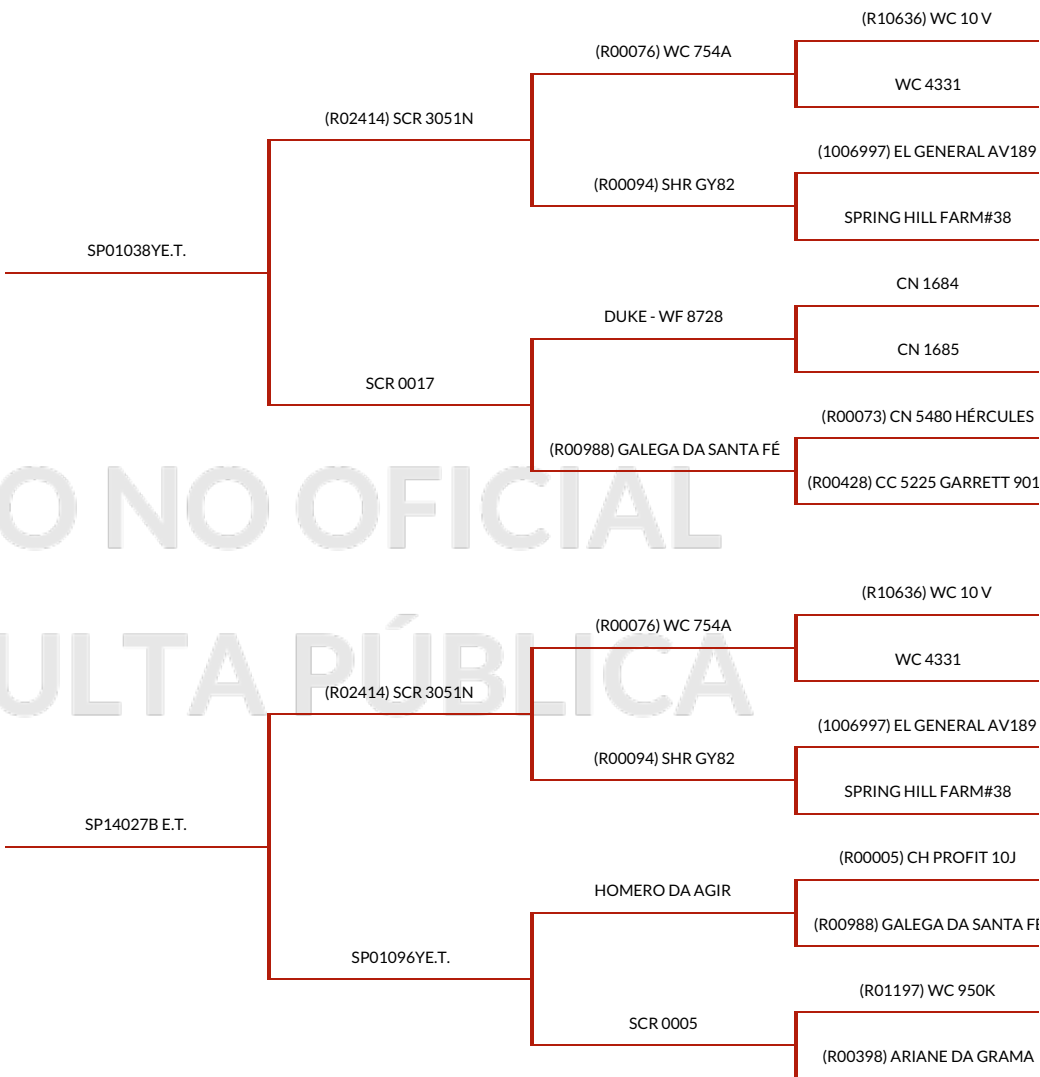 (R10636) WC 10 V
(R00076) WC 754A
WC 4331
(R02414) SCR 3051N
(1006997) EL GENERAL AV189
(R00094) SHR GY82
SPRING HILL FARM#38
SP01038YE.T.
CN 1684
DUKE - WF 8728
CN 1685
SCR 0017
(R00073) CN 5480 HÉRCULES
(R00988) GALEGA DA SANTA FÉ
(R00428) CC 5225 GARRETT 901
O NO OFICIAL
(R10636) WC 10 V
(R00076) WC 754A
WC 4331
ULTA PÚBLICA
(R02414) SCR 3051N
(1006997) EL GENERAL AV189
(R00094) SHR GY82
SPRING HILL FARM#38
SP14027B E.T.
(R00005) CH PROFIT 10J
HOMERO DA AGIR
(R00988) GALEGA DA SANTA FÉ
SP01096YE.T.
(R01197) WC 950K
SCR 0005
(R00398) ARIANE DA GRAMA